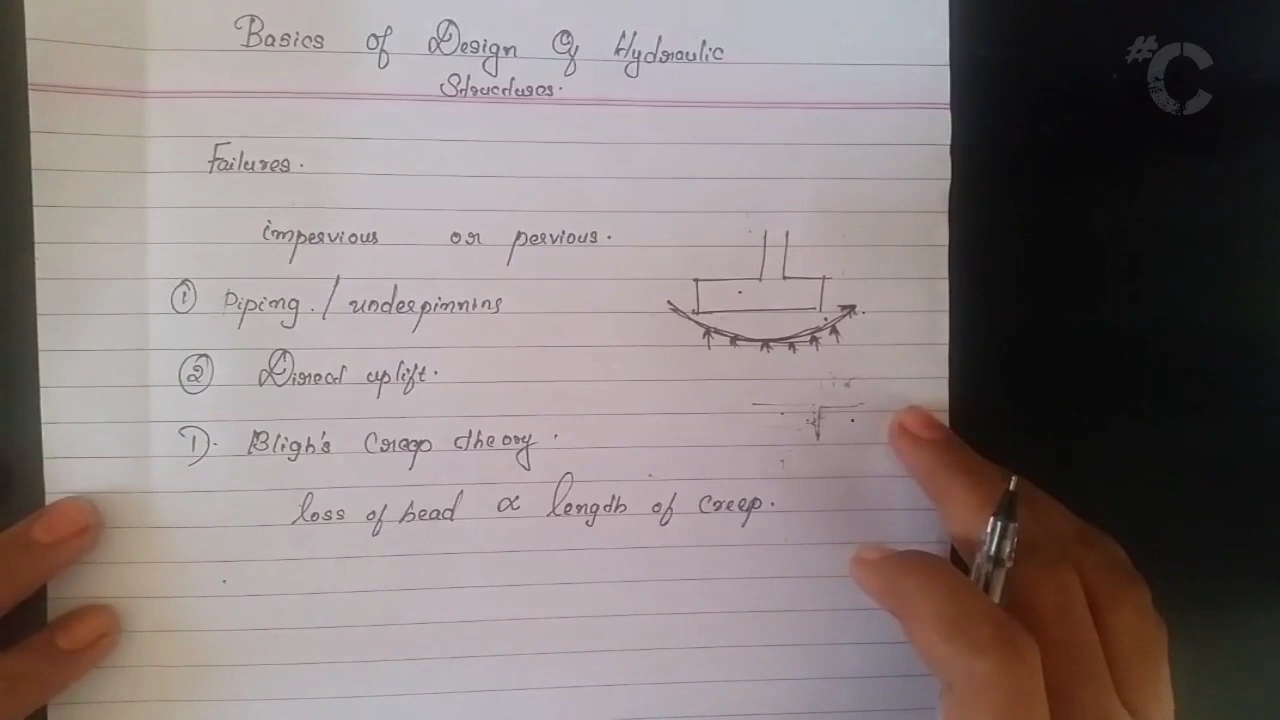 Basics of Design Of Hydraulic
Structures.
#C
Failures.
impervious or pervious.
① Piping. / underpinning
② Direct uplift.
1). Bligh's Creep theory.
loss of head ∝ length of creep.